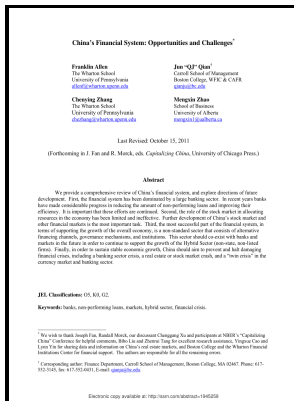 China's Financial System: Opportunities and Challenges*
Franklin Allen
The Wharton School
University of Pennsylvania
allenf@wharton.upenn.edu
Jun "QJ" Qian†
Carroll School of Management
Boston College, WFIC & CAFR
qianju@bc.edu
Chenying Zhang
The Wharton School
University of Pennsylvania
zhezhang@wharton.upenn.edu
Mengxin Zhao
School of Business
University of Alberta
mengxin1@ualberta.ca
Last Revised: October 15, 2011
(Forthcoming in J. Fan and R. Morck, eds. Capitalizing China, University of Chicago Press.)
Abstract
We provide a comprehensive review of China's financial system, and explore directions of future
development. First, the financial system has been dominated by a large banking sector. In recent years banks
have made considerable progress in reducing the amount of non-performing loans and improving their
efficiency. It is important that these efforts are continued. Second, the role of the stock market in allocating
resources in the economy has been limited and ineffective. Further development of China's stock market and
other financial markets is the most important task. Third, the most successful part of the financial system, in
terms of supporting the growth of the overall economy, is a non-standard sector that consists of alternative
financing channels, governance mechanisms, and institutions. This sector should co-exist with banks and
markets in the future in order to continue to support the growth of the Hybrid Sector (non-state, non-listed
firms). Finally, in order to sustain stable economic growth, China should aim to prevent and halt damaging
financial crises, including a banking sector crisis, a real estate or stock market crash, and a "twin crisis" in the
currency market and banking sector.
JEL Classifications: O5, K0, G2.
Keywords: banks, non-performing loans, markets, hybrid sector, financial crisis.
* We wish to thank Joseph Fan, Randall Morck, our discussant Chenggang Xu and participants at NBER's "Capitalizing
China" Conference for helpful comments, Bibo Liu and Zhenrui Tang for excellent research assistance, Yingxue Cao and
Lynn Yin for sharing data and information on China's real estate markets, and Boston College and the Wharton Financial
Institutions Center for financial support. The authors are responsible for all the remaining errors.
† Corresponding author: Finance Department, Carroll School of Management, Boston College, MA 02467. Phone: 617-
552-3145, fax: 617-552-0431, E-mail: qianju@bc.edu.
Electronic copy available at: http://ssrn.com/abstract=1945259